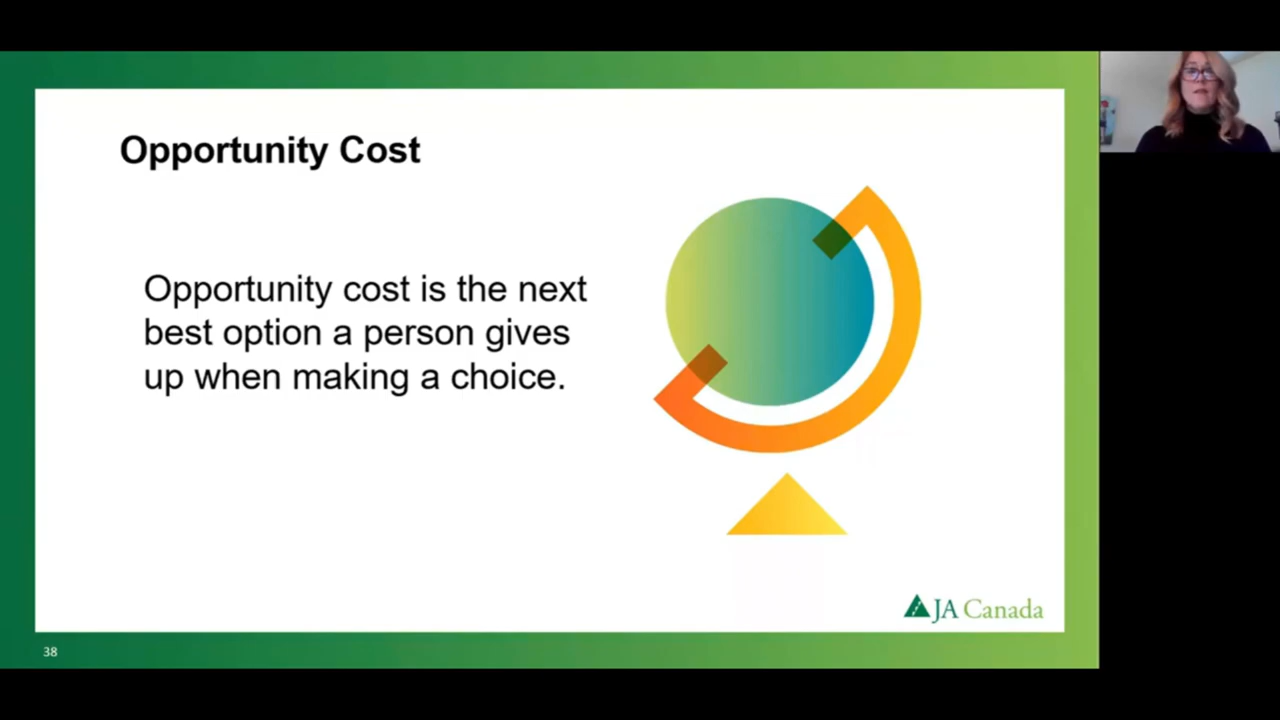 Opportunity Cost
Opportunity cost is the next
best option a person gives
up when making a choice.
JA Canada
38